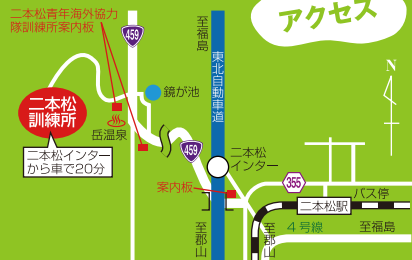 アクセス
二本松青年海外協力
隊訓練所案内板
459
至福島
東北自動車道
N
鏡が池
二本松
訓練所
岳温泉
459
二本松
インター
二本松インター
から車で20分
案内板
355
バス停
二本松駅
至郡山
至郡山
4号線
至福島